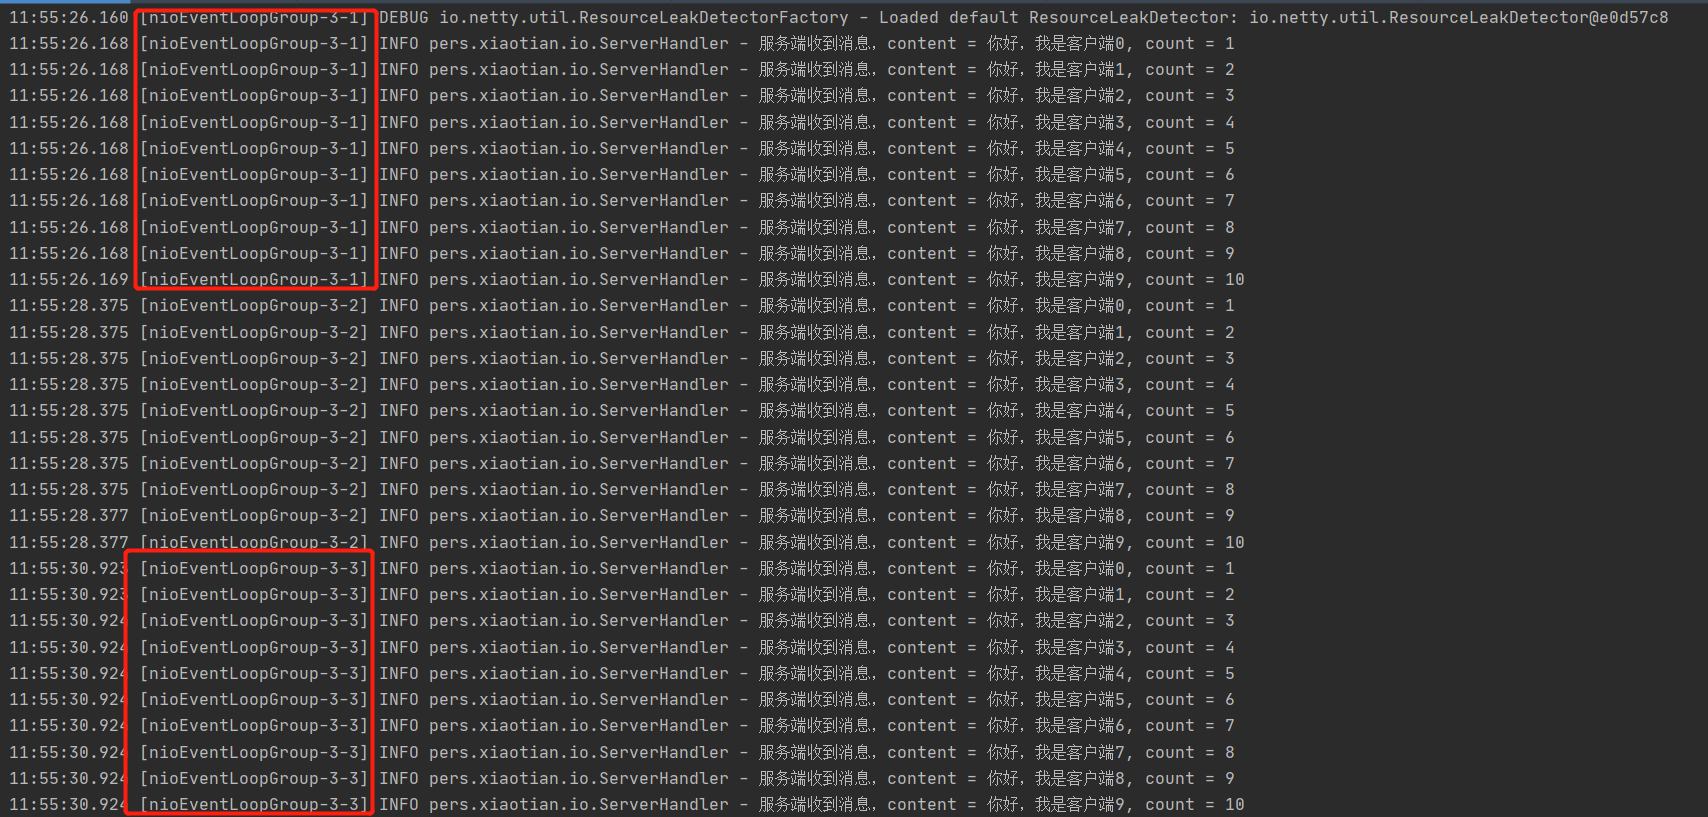 11:55:26.160 [nioEventLoopGroup-3-1] DEBUG io.netty.util.ResourceLeakDetectorFactory - Loaded default ResourceLeakDetector: io.netty.util.ResourceLeakDetector@e0d57c8
11:55:26.168 [nioEventLoopGroup-3-1] INFO pers.xiaotian.io.ServerHandler - 服务端收到消息，content = 你好，我是客户端0, count = 1
11:55:26.168 [nioEventLoopGroup-3-1] INFO pers.xiaotian.io.ServerHandler - 服务端收到消息，content = 你好，我是客户端1, count = 2
11:55:26.168 [nioEventLoopGroup-3-1] INFO pers.xiaotian.io.ServerHandler - 服务端收到消息，content = 你好，我是客户端2, count = 3
11:55:26.168 [nioEventLoopGroup-3-1] INFO pers.xiaotian.io.ServerHandler - 服务端收到消息，content = 你好，我是客户端3, count = 4
11:55:26.168 [nioEventLoopGroup-3-1] INFO pers.xiaotian.io.ServerHandler - 服务端收到消息，content = 你好，我是客户端4, count = 5
11:55:26.168 [nioEventLoopGroup-3-1] INFO pers.xiaotian.io.ServerHandler - 服务端收到消息，content = 你好，我是客户端5, count = 6
11:55:26.168 [nioEventLoopGroup-3-1] INFO pers.xiaotian.io.ServerHandler - 服务端收到消息，content = 你好，我是客户端6, count = 7
11:55:26.168 [nioEventLoopGroup-3-1] INFO pers.xiaotian.io.ServerHandler - 服务端收到消息，content = 你好，我是客户端7, count = 8
11:55:26.168 [nioEventLoopGroup-3-1] INFO pers.xiaotian.io.ServerHandler - 服务端收到消息，content = 你好，我是客户端8, count = 9
11:55:26.169 [nioEventLoopGroup-3-1] INFO pers.xiaotian.io.ServerHandler - 服务端收到消息，content = 你好，我是客户端9, count = 10
11:55:28.375 [nioEventLoopGroup-3-2] INFO pers.xiaotian.io.ServerHandler - 服务端收到消息，content = 你好，我是客户端0, count = 1
11:55:28.375 [nioEventLoopGroup-3-2] INFO pers.xiaotian.io.ServerHandler - 服务端收到消息，content = 你好，我是客户端1, count = 2
11:55:28.375 [nioEventLoopGroup-3-2] INFO pers.xiaotian.io.ServerHandler - 服务端收到消息，content = 你好，我是客户端2, count = 3
11:55:28.375 [nioEventLoopGroup-3-2] INFO pers.xiaotian.io.ServerHandler - 服务端收到消息，content = 你好，我是客户端3, count = 4
11:55:28.375 [nioEventLoopGroup-3-2] INFO pers.xiaotian.io.ServerHandler - 服务端收到消息，content = 你好，我是客户端4, count = 5
11:55:28.375 [nioEventLoopGroup-3-2] INFO pers.xiaotian.io.ServerHandler - 服务端收到消息，content = 你好，我是客户端5, count = 6
11:55:28.375 [nioEventLoopGroup-3-2] INFO pers.xiaotian.io.ServerHandler - 服务端收到消息，content = 你好，我是客户端6, count = 7
11:55:28.375 [nioEventLoopGroup-3-2] INFO pers.xiaotian.io.ServerHandler - 服务端收到消息，content = 你好，我是客户端7, count = 8
11:55:28.377 [nioEventLoopGroup-3-2] INFO pers.xiaotian.io.ServerHandler - 服务端收到消息，content = 你好，我是客户端8, count = 9
11:55:28.377 [nioEventLoopGroup-3-2] INFO pers.xiaotian.io.ServerHandler - 服务端收到消息，content = 你好，我是客户端9, count = 10
11:55:30.923 [nioEventLoopGroup-3-3] INFO pers.xiaotian.io.ServerHandler - 服务端收到消息，content = 你好，我是客户端0, count = 1
11:55:30.923 [nioEventLoopGroup-3-3] INFO pers.xiaotian.io.ServerHandler - 服务端收到消息，content = 你好，我是客户端1, count = 2
11:55:30.924 [nioEventLoopGroup-3-3] INFO pers.xiaotian.io.ServerHandler - 服务端收到消息，content = 你好，我是客户端2, count = 3
11:55:30.924 [nioEventLoopGroup-3-3] INFO pers.xiaotian.io.ServerHandler - 服务端收到消息，content = 你好，我是客户端3, count = 4
11:55:30.924 [nioEventLoopGroup-3-3] INFO pers.xiaotian.io.ServerHandler - 服务端收到消息，content = 你好，我是客户端4, count = 5
11:55:30.924 [nioEventLoopGroup-3-3] INFO pers.xiaotian.io.ServerHandler - 服务端收到消息，content = 你好，我是客户端5, count = 6
11:55:30.924 [nioEventLoopGroup-3-3] INFO pers.xiaotian.io.ServerHandler - 服务端收到消息，content = 你好，我是客户端6, count = 7
11:55:30.924 [nioEventLoopGroup-3-3] INFO pers.xiaotian.io.ServerHandler - 服务端收到消息，content = 你好，我是客户端7, count = 8
11:55:30.924 [nioEventLoopGroup-3-3] INFO pers.xiaotian.io.ServerHandler - 服务端收到消息，content = 你好，我是客户端8, count = 9
11:55:30.924 [nioEventLoopGroup-3-3] INFO pers.xiaotian.io.ServerHandler - 服务端收到消息，content = 你好，我是客户端9, count = 10